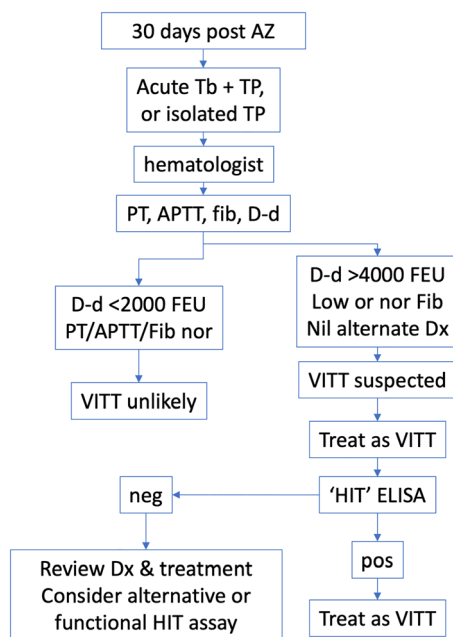 30 days post AZ
Acute Tb + TP,
or isolated TP
hematologist
PT, APTT, fib, D-d
D-d <2000 FEU
PT/APTT/Fib nor
VITT unlikely
D-d >4000 FEU
Low or nor Fib
Nil alternate Dx
VITT suspected
Treat as VITT
‘HIT’ ELISA
neg
Review Dx & treatment
Consider alternative or
functional HIT assay
pos
Treat as VITT